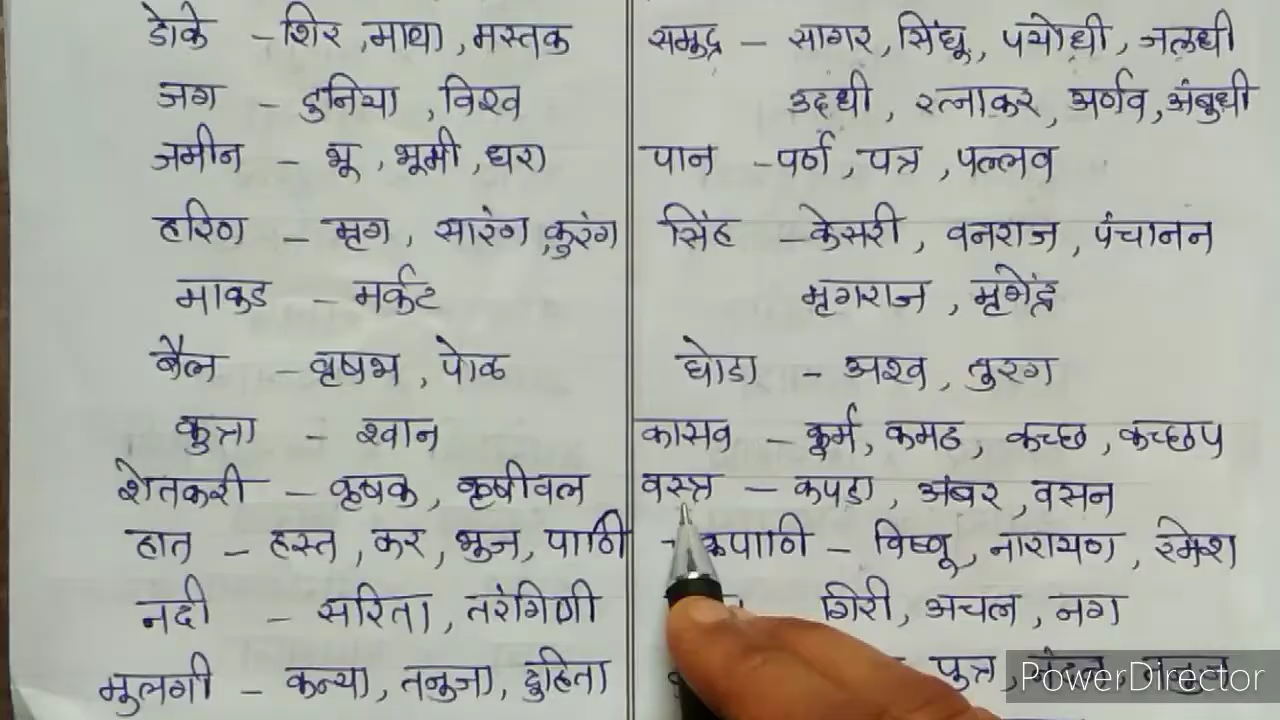 डोके - शिर, माथा, मस्तक
जग - दुनिया, विश्व
जमीन - भू, भूमी, धरा
हरिण - मृग, सारंग, कुरंग
माकड - मर्कट
बैल - वृषभ, पोळ
कुत्रा - श्वान
शेतकरी - कृषक, कृषीवल
हात - हस्त, कर, भुज, पाणि
नदी - सरिता, तरंगिणी
मुलगी - कन्या, तनुजा, दुहिता
समुद्र - सागर, सिंधू, पयोधी, जलधी
उदधी, रत्नाकर, अर्णव, अंबुधी
पान - पर्ण, पत्र, पल्लव
सिंह - केसरी, वनराज, पंचानन
मृगराज, मृगेंद्र
घोडा - अश्व, तुरग
कासव - कूर्म, कमठ, कच्छ, कच्छप
वस्त्र - कपडा, अंबर, वसन
- विष्णू, नारायण, रमेश
गिरी, अचल, नग
पुत्र,
PowerDirector